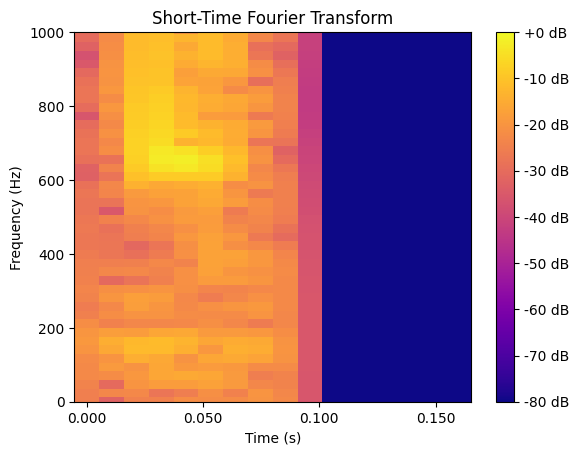 Short-Time Fourier Transform
Frequency (Hz)
1000
800
600
400
200
0
0.000
0.050
0.100
0.150
Time (s)
+0 dB
-10 dB
-20 dB
-30 dB
-40 dB
-50 dB
-60 dB
-70 dB
-80 dB